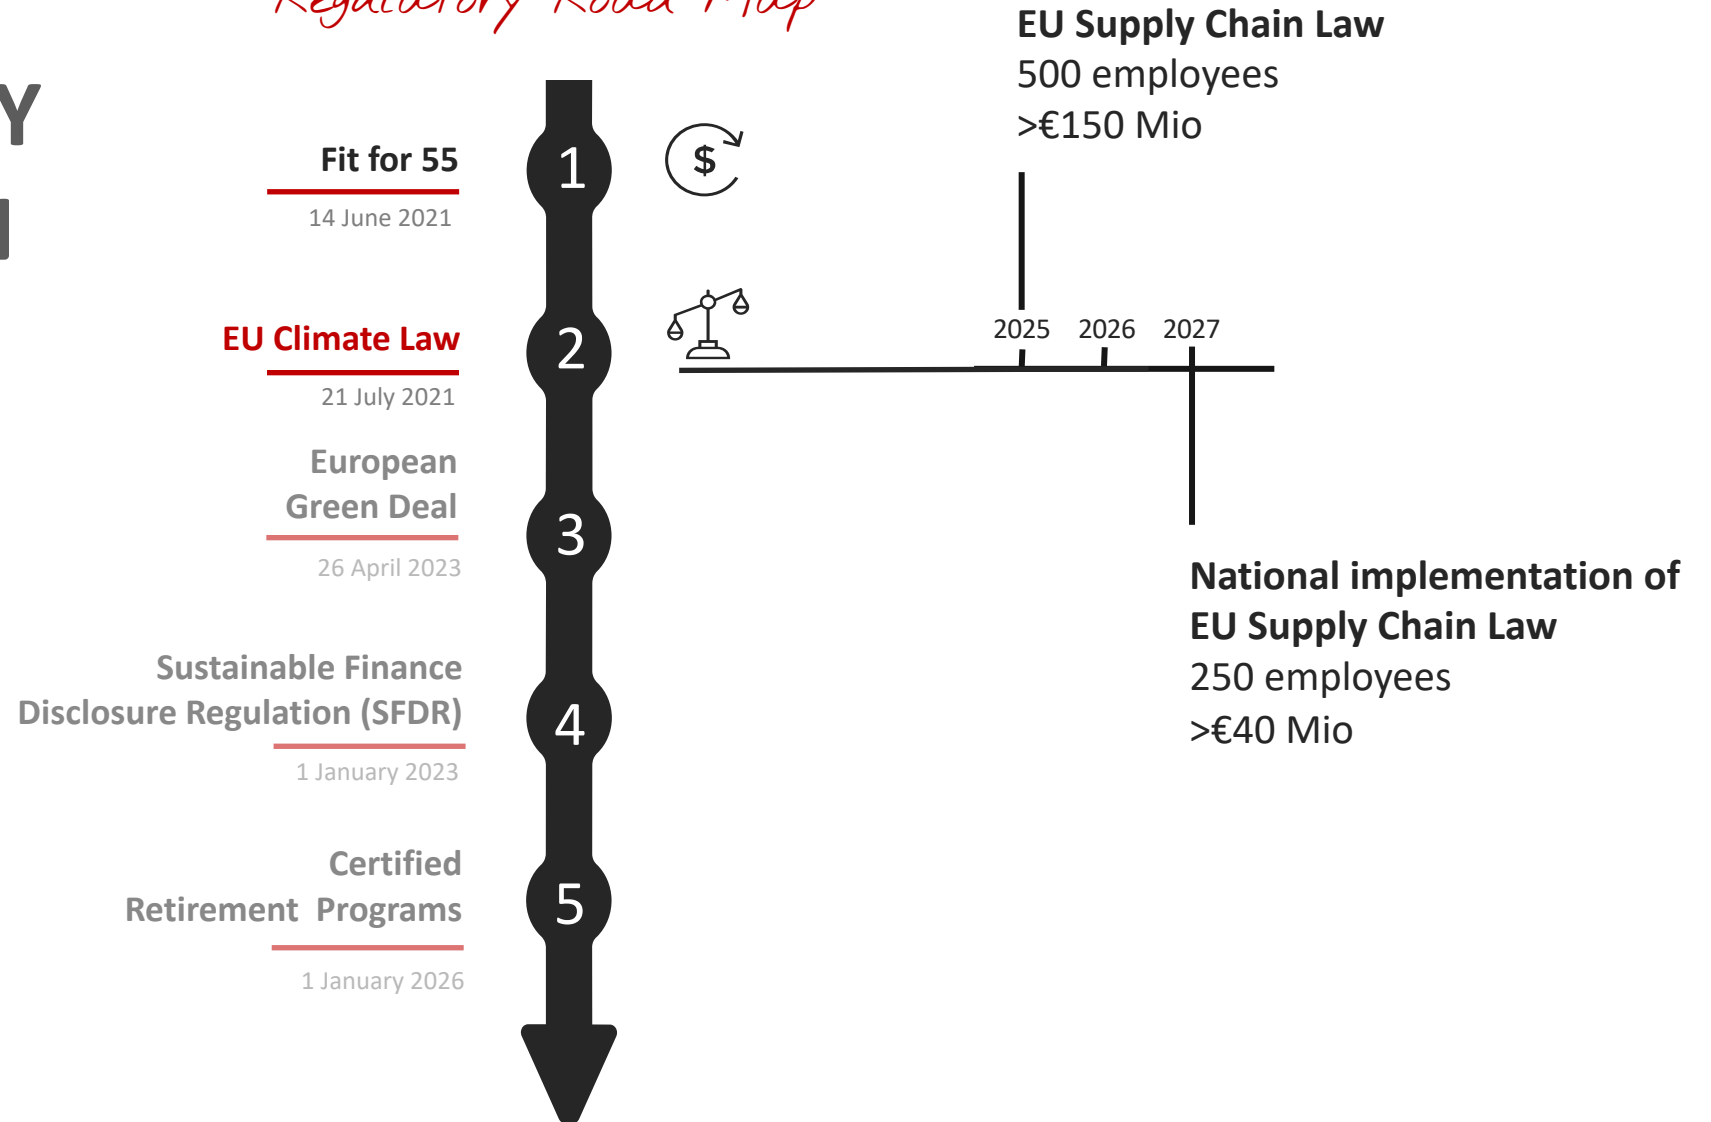 Regulatory Road Map
Y
Fit for 55
14 June 2021
EU Climate Law
21 July 2021
European
Green Deal
26 April 2023
Sustainable Finance
Disclosure Regulation (SFDR)
1 January 2023
Certified
Retirement Programs
1 January 2026
1
2
3
4
5
$
EU Supply Chain Law
500 employees
>€150 Mio
2025 2026 2027
National implementation of
EU Supply Chain Law
250 employees
>€40 Mio